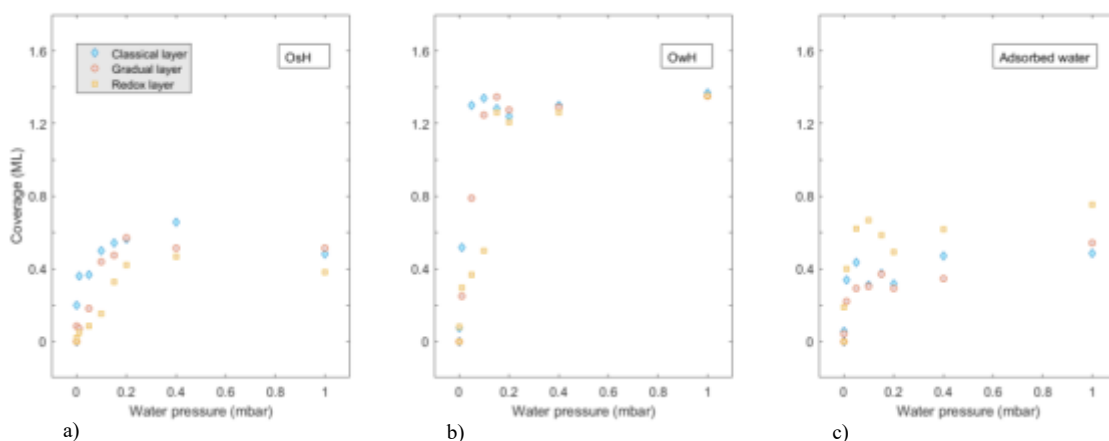 1.6
1.2
0.8
0.4
0
Coverage (ML)
Classical layer
Gradual layer
Redox layer
OsH
0 0.2 0.4 0.6 0.8 1
Water pressure (mbar)
a)
1.6
1.2
0.8
0.4
0
OwH
0 0.2 0.4 0.6 0.8 1
Water pressure (mbar)
b)
1.6
1.2
0.8
0.4
0
Adsorbed water
0 0.2 0.4 0.6 0.8 1
Water pressure (mbar)
c)